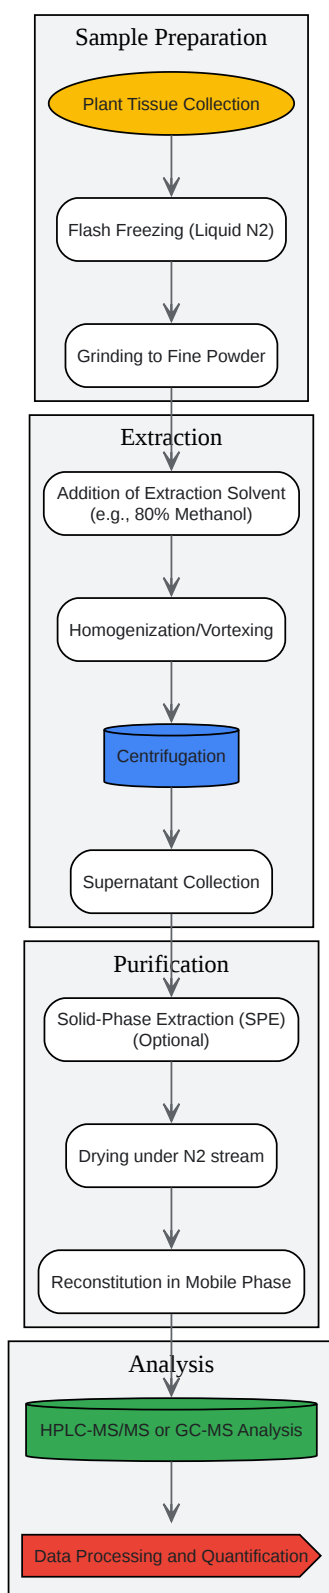 Sample Preparation
Plant Tissue Collection
Flash Freezing (Liquid N2)
Grinding to Fine Powder
Extraction
Addition of Extraction Solvent
(e.g., 80% Methanol)
Homogenization/Vortexing
Centrifugation
Supernatant Collection
Purification
Solid-Phase Extraction (SPE)
(Optional)
Drying under N2 stream
Reconstitution in Mobile Phase
Analysis
HPLC-MS/MS or GC-MS Analysis
Data Processing and Quantification